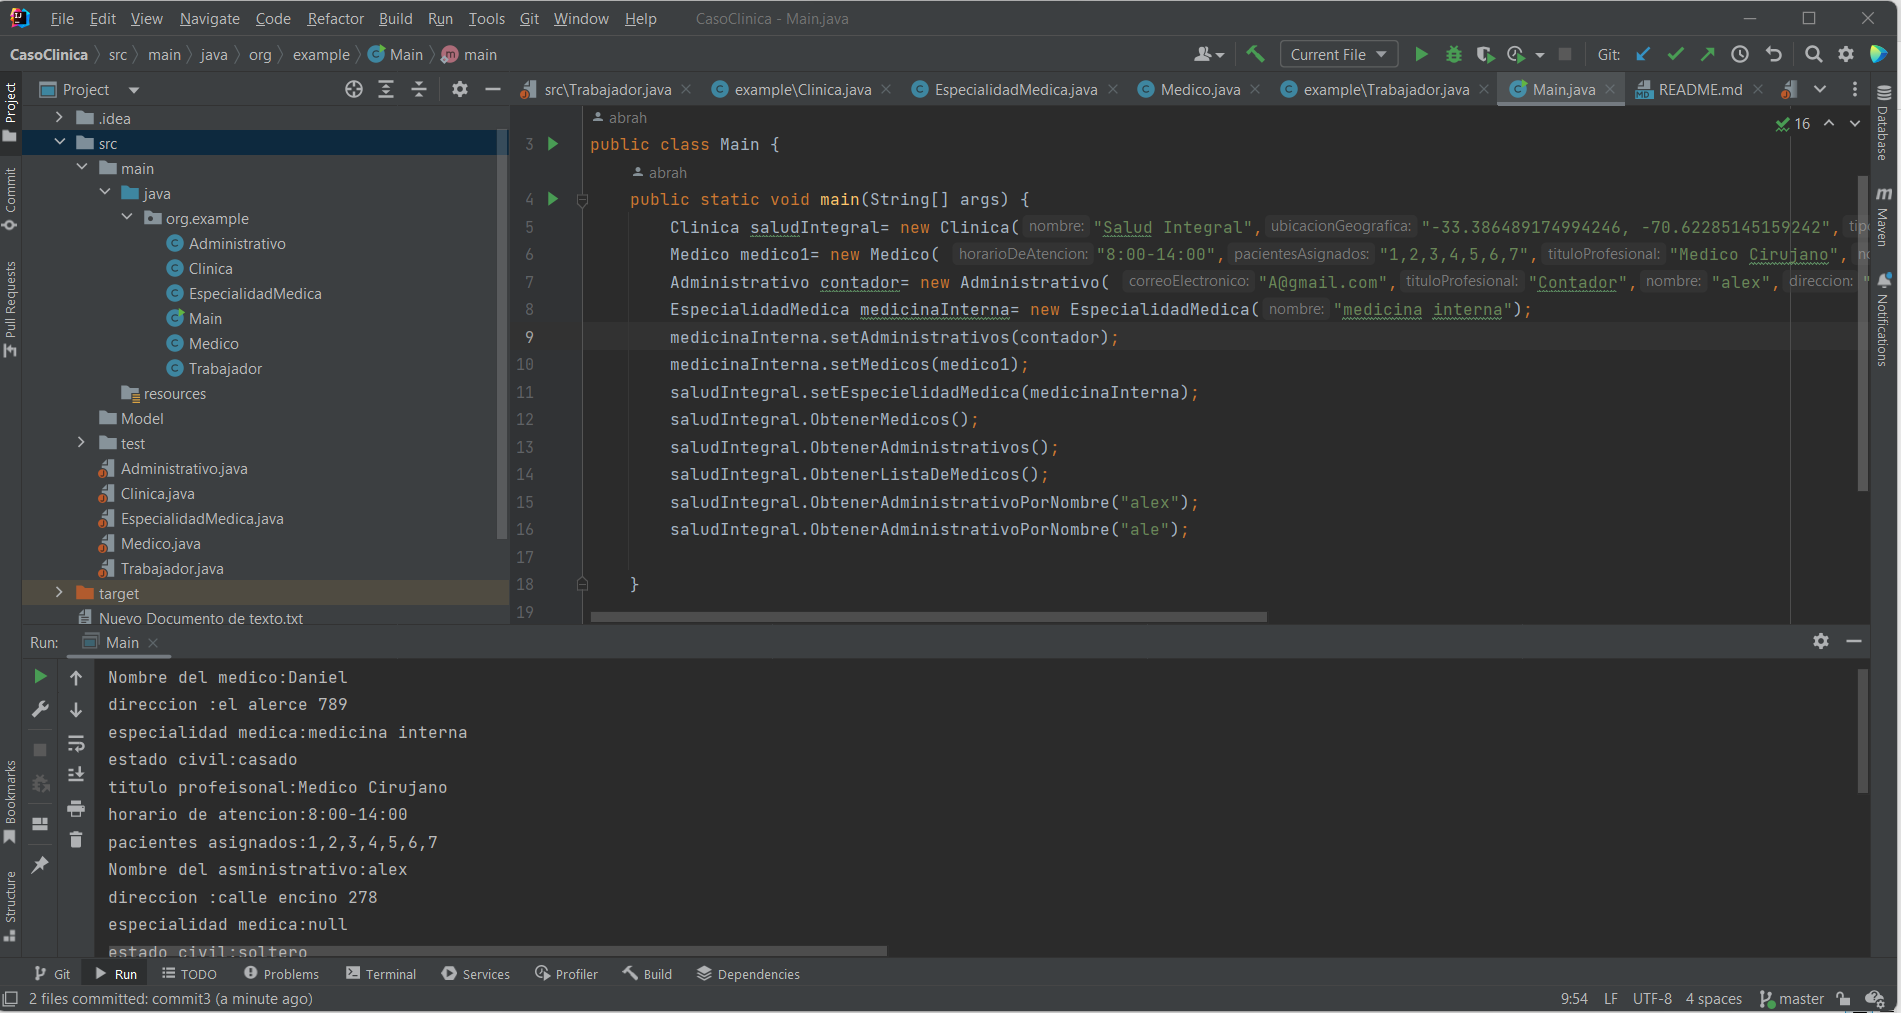 File Edit View Navigate Code Refactor Build Run Tools Git Window Help CasoClinica - Main.java
CasoClinica src main java org example Main main Current File Git:
Project src\Trabajador.java example\Clinica.java EspecialidadMedica.java Medico.java example\Trabajador.java Main.java README.md
Project
Commit
Pull Requests
Bookmarks
Structure
.idea
src
main
java
org.example
Administrativo
Clinica
EspecialidadMedica
Main
Medico
Trabajador
resources
Model
test
Administrativo.java
Clinica.java
EspecialidadMedica.java
Medico.java
Trabajador.java
target
Nuevo Documento de texto.txt
abrah
16
3 public class Main {
abrah
4 public static void main(String[] args) {
5 Clinica saludIntegral= new Clinica( nombre: "Salud Integral", ubicacionGeografica: "-33.386489174994246, -70.62285145159242", tipo
6 Medico medico1= new Medico( horarioDeAtencion: "8:00-14:00", pacientesAsignados: "1,2,3,4,5,6,7", tituloProfesional: "Medico Cirujano", no
7 Administrativo contador= new Administrativo( correoElectronico: "A@gmail.com", tituloProfesional: "Contador", nombre: "alex", direccion: "
8 EspecialidadMedica medicinaInterna= new EspecialidadMedica( nombre: "medicina interna");
9 medicinaInterna.setAdministrativos(contador);
10 medicinaInterna.setMedicos(medico1);
11 saludIntegral.setEspecielidadMedica(medicinaInterna);
12 saludIntegral.ObtenerMedicos();
13 saludIntegral.ObtenerAdministrativos();
14 saludIntegral.ObtenerListaDeMedicos();
15 saludIntegral.ObtenerAdministrativoPorNombre("alex");
16 saludIntegral.ObtenerAdministrativoPorNombre("ale");
17
18 }
19
Database
Maven
Notifications
Run: Main
Nombre del medico:Daniel
direccion :el alerce 789
especialidad medica:medicina interna
estado civil:casado
titulo profeisonal:Medico Cirujano
horario de atencion:8:00-14:00
pacientes asignados:1,2,3,4,5,6,7
Nombre del asministrativo:alex
direccion :calle encino 278
especialidad medica:null
estado civil:soltero
Git Run TODO Problems Terminal Services Profiler Build Dependencies
2 files committed: commit3 (a minute ago) 9:54 LF UTF-8 4 spaces master